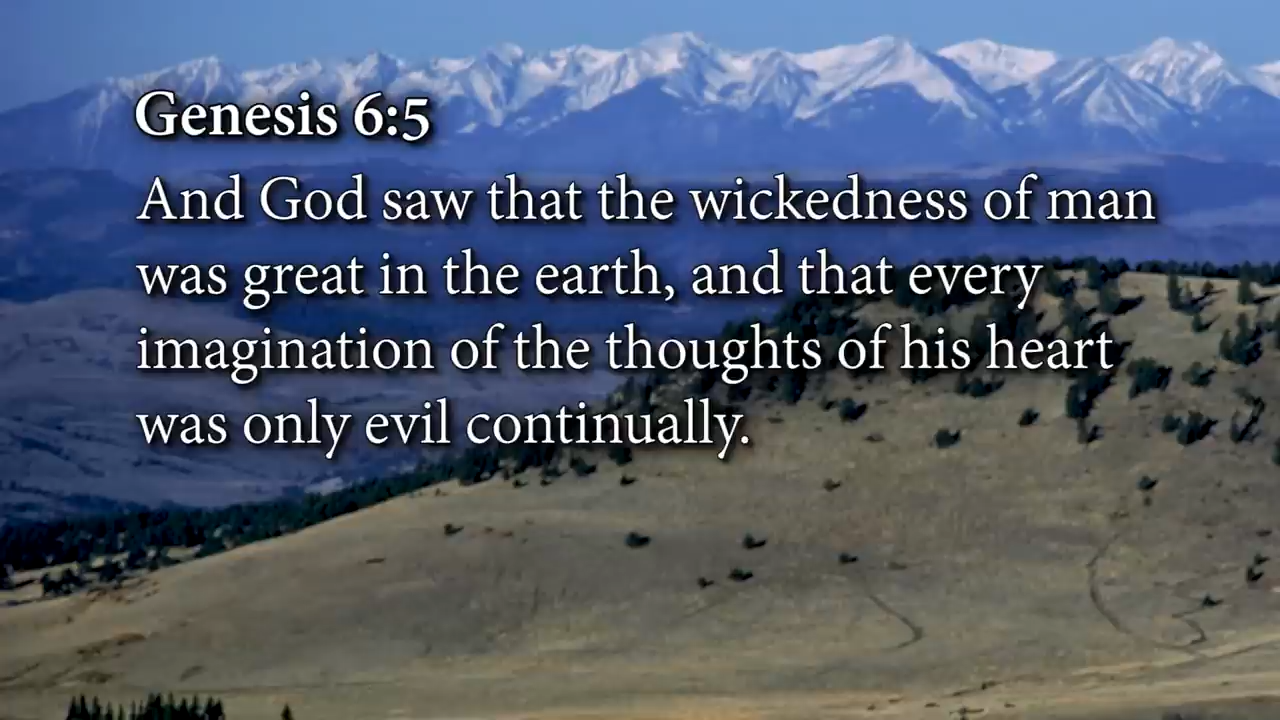 Genesis 6:5
And God saw that the wickedness of man
was great in the earth, and that every
imagination of the thoughts of his heart
was only evil continually.